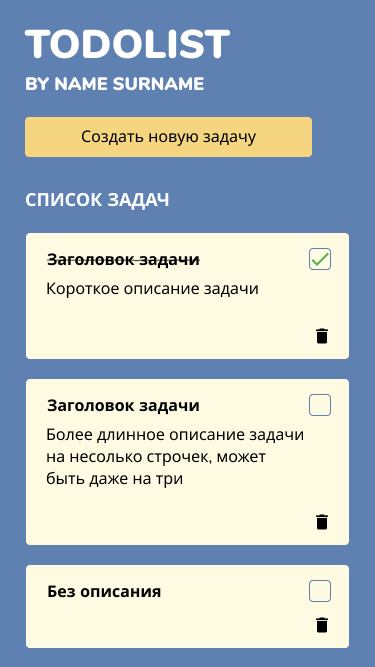 TODOLIST
BY NAME SURNAME
Создать новую задачу
СПИСОК ЗАДАЧ
Заголовок задачи
Короткое описание задачи
Заголовок задачи
Более длинное описание задачи
на несолько строчек, может
быть даже на три
Без описания